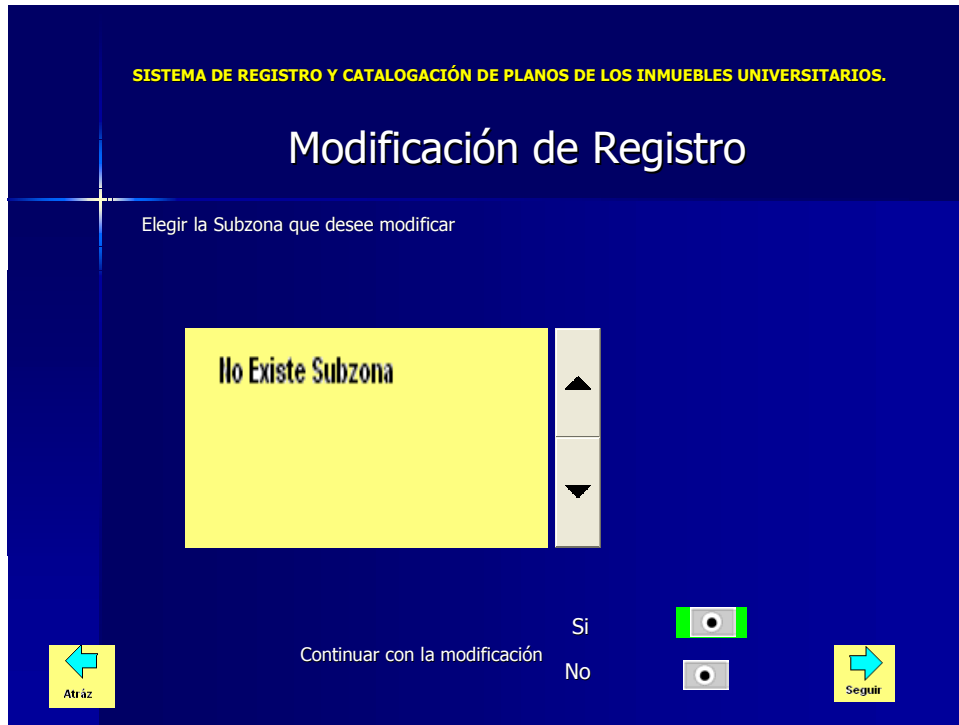 SISTEMA DE REGISTRO Y CATALOGACIÓN DE PLANOS DE LOS INMUEBLES UNIVERSITARIOS.
Modificación de Registro
Elegir la Subzona que desee modificar
No Existe Subzona
Si
Continuar con la modificación
No
Atráz
Seguir